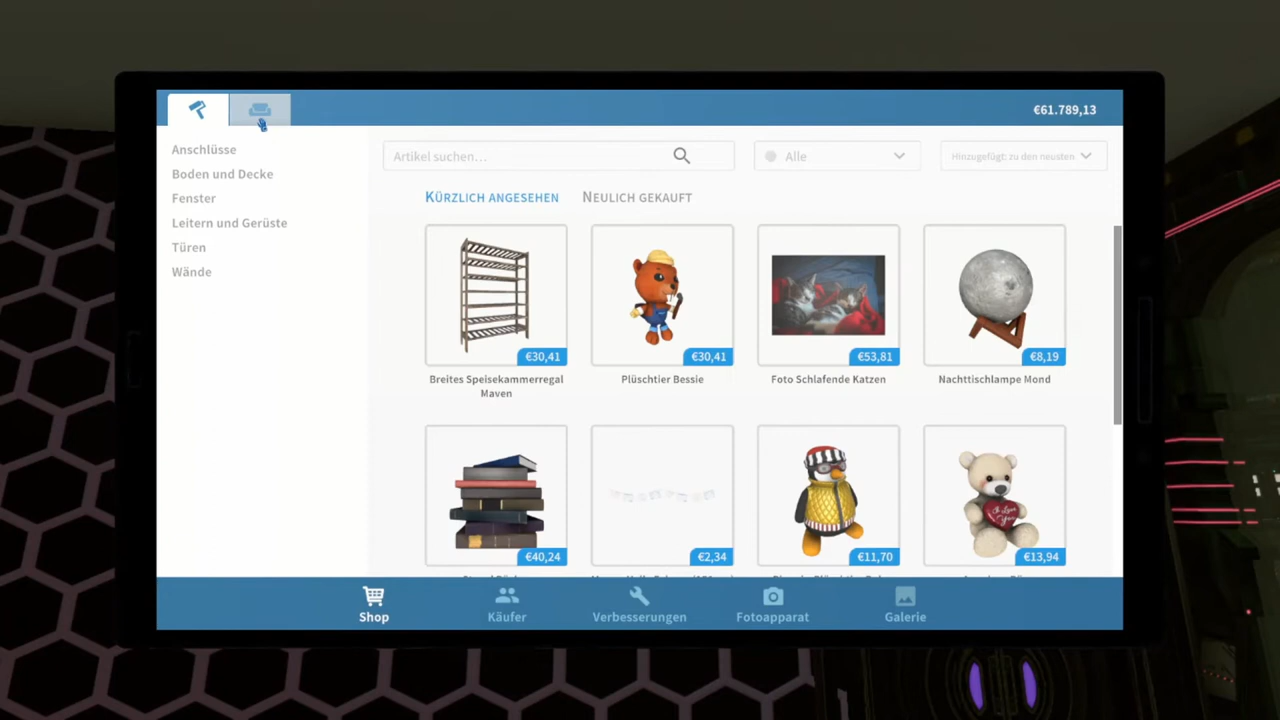 €61.789,13
Anschlüsse
Boden und Decke
Fenster
Leitern und Gerüste
Türen
Wände
Artikel suchen...
Alle
Hinzugefügt: zu den neusten
KÜRZLICH ANGESEHEN
NEULICH GEKAUFT
€30,41
€30,41
€53,81
€8,19
Breites Speisekammerregal
Maven
Plüschtier Bessie
Foto Schlafende Katzen
Nachttischlampe Mond
€40,24
€2,34
€11,70
€13,94
Shop
Käufer
Verbesserungen
Fotoapparat
Galerie